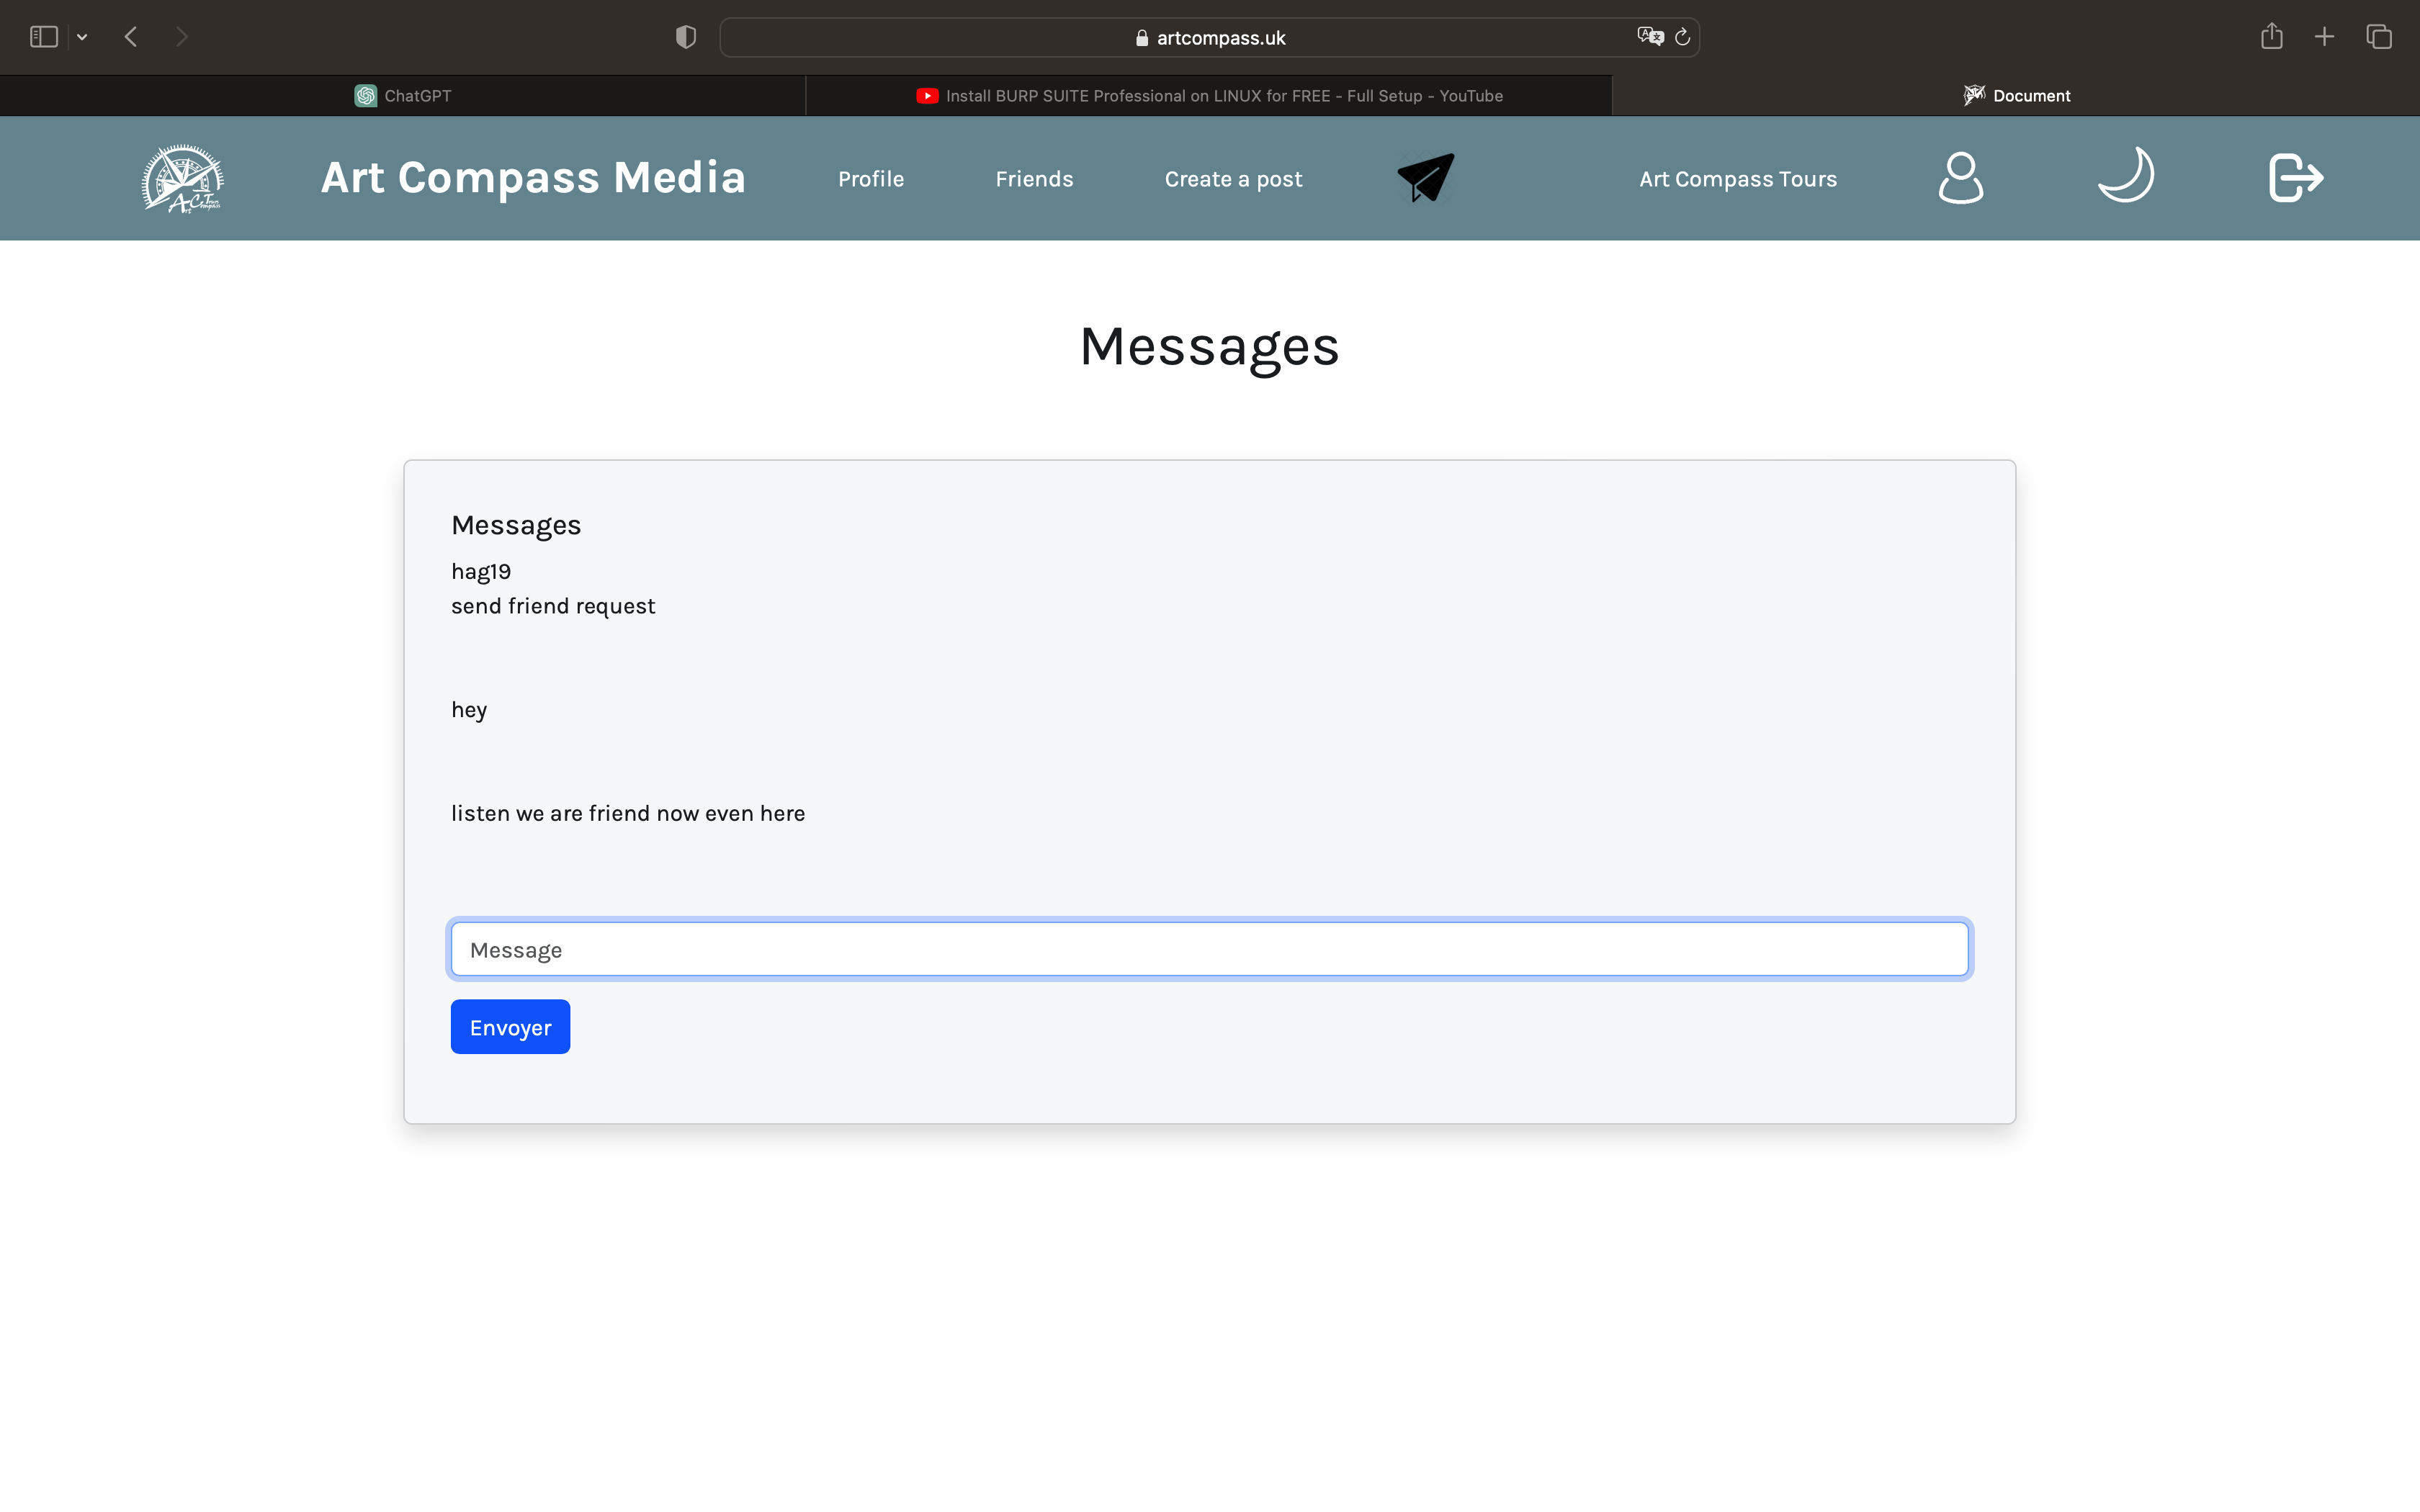 artcompass.uk
ChatGPT
Install BURP SUITE Professional on LINUX for FREE - Full Setup - YouTube
Document
Art Compass Media
Profile
Friends
Create a post
Art Compass Tours
Messages
Messages
hag19
send friend request
hey
listen we are friend now even here
Message
Envoyer